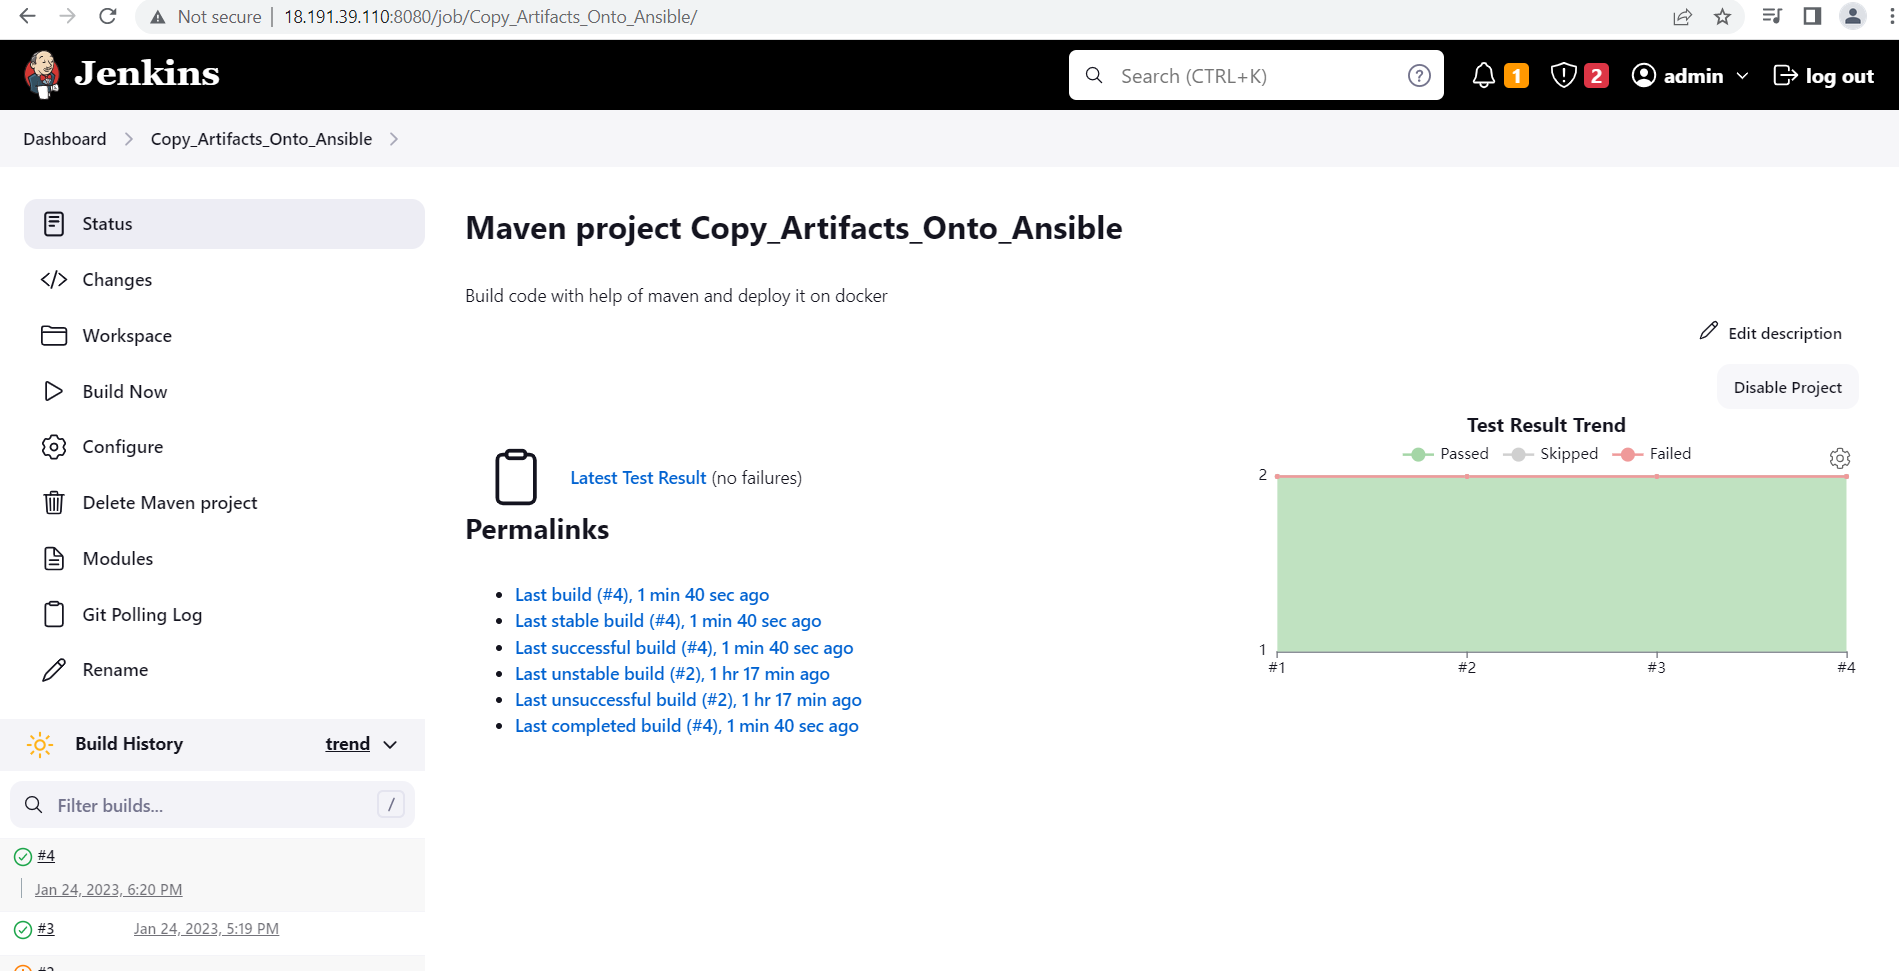 Not secure | 18.191.39.110:8080/job/Copy_Artifacts_Onto_Ansible/
Jenkins
Search (CTRL+K)
?
1
2
admin
log out
Dashboard
Copy_Artifacts_Onto_Ansible
Status
Changes
Workspace
Build Now
Configure
Delete Maven project
Modules
Git Polling Log
Rename
Build History
trend
Filter builds...
/
#4
Jan 24, 2023, 6:20 PM
#3
Jan 24, 2023, 5:19 PM
Maven project Copy_Artifacts_Onto_Ansible
Build code with help of maven and deploy it on docker
Edit description
Disable Project
Latest Test Result (no failures)
Permalinks
Last build (#4), 1 min 40 sec ago
Last stable build (#4), 1 min 40 sec ago
Last successful build (#4), 1 min 40 sec ago
Last unstable build (#2), 1 hr 17 min ago
Last unsuccessful build (#2), 1 hr 17 min ago
Last completed build (#4), 1 min 40 sec ago
Test Result Trend
Passed
Skipped
Failed
2
1
#1
#2
#3
#4